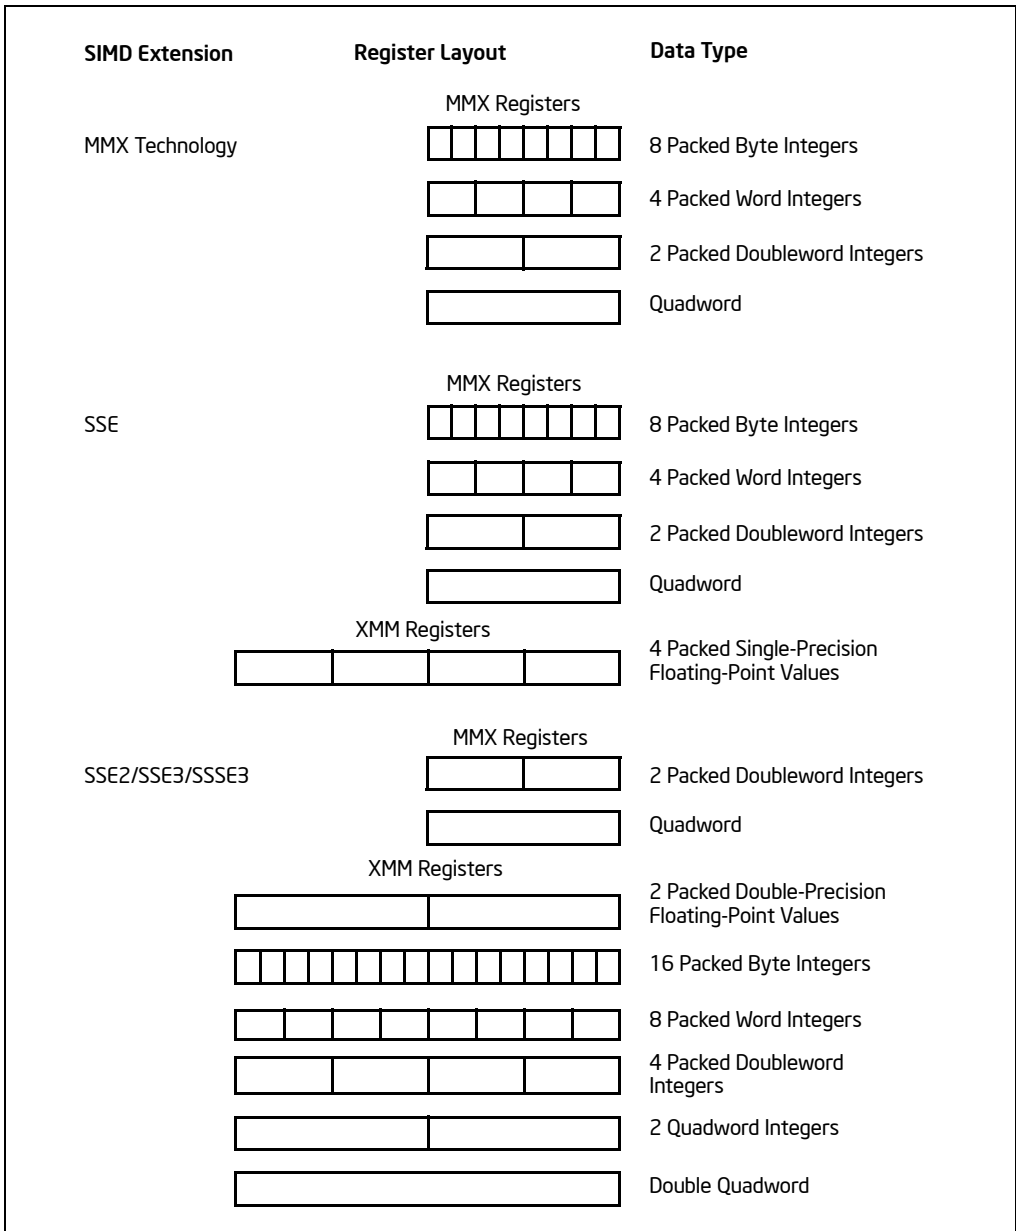 SIMD Extension Register Layout Data Type
MMX Registers
MMX Technology 8 Packed Byte Integers
4 Packed Word Integers
2 Packed Doubleword Integers
Quadword
MMX Registers
SSE 8 Packed Byte Integers
4 Packed Word Integers
2 Packed Doubleword Integers
Quadword
XMM Registers
4 Packed Single-Precision
Floating-Point Values
MMX Registers
SSE2/SSE3/SSSE3 2 Packed Doubleword Integers
Quadword
XMM Registers
2 Packed Double-Precision
Floating-Point Values
16 Packed Byte Integers
8 Packed Word Integers
4 Packed Doubleword
Integers
2 Quadword Integers
Double Quadword